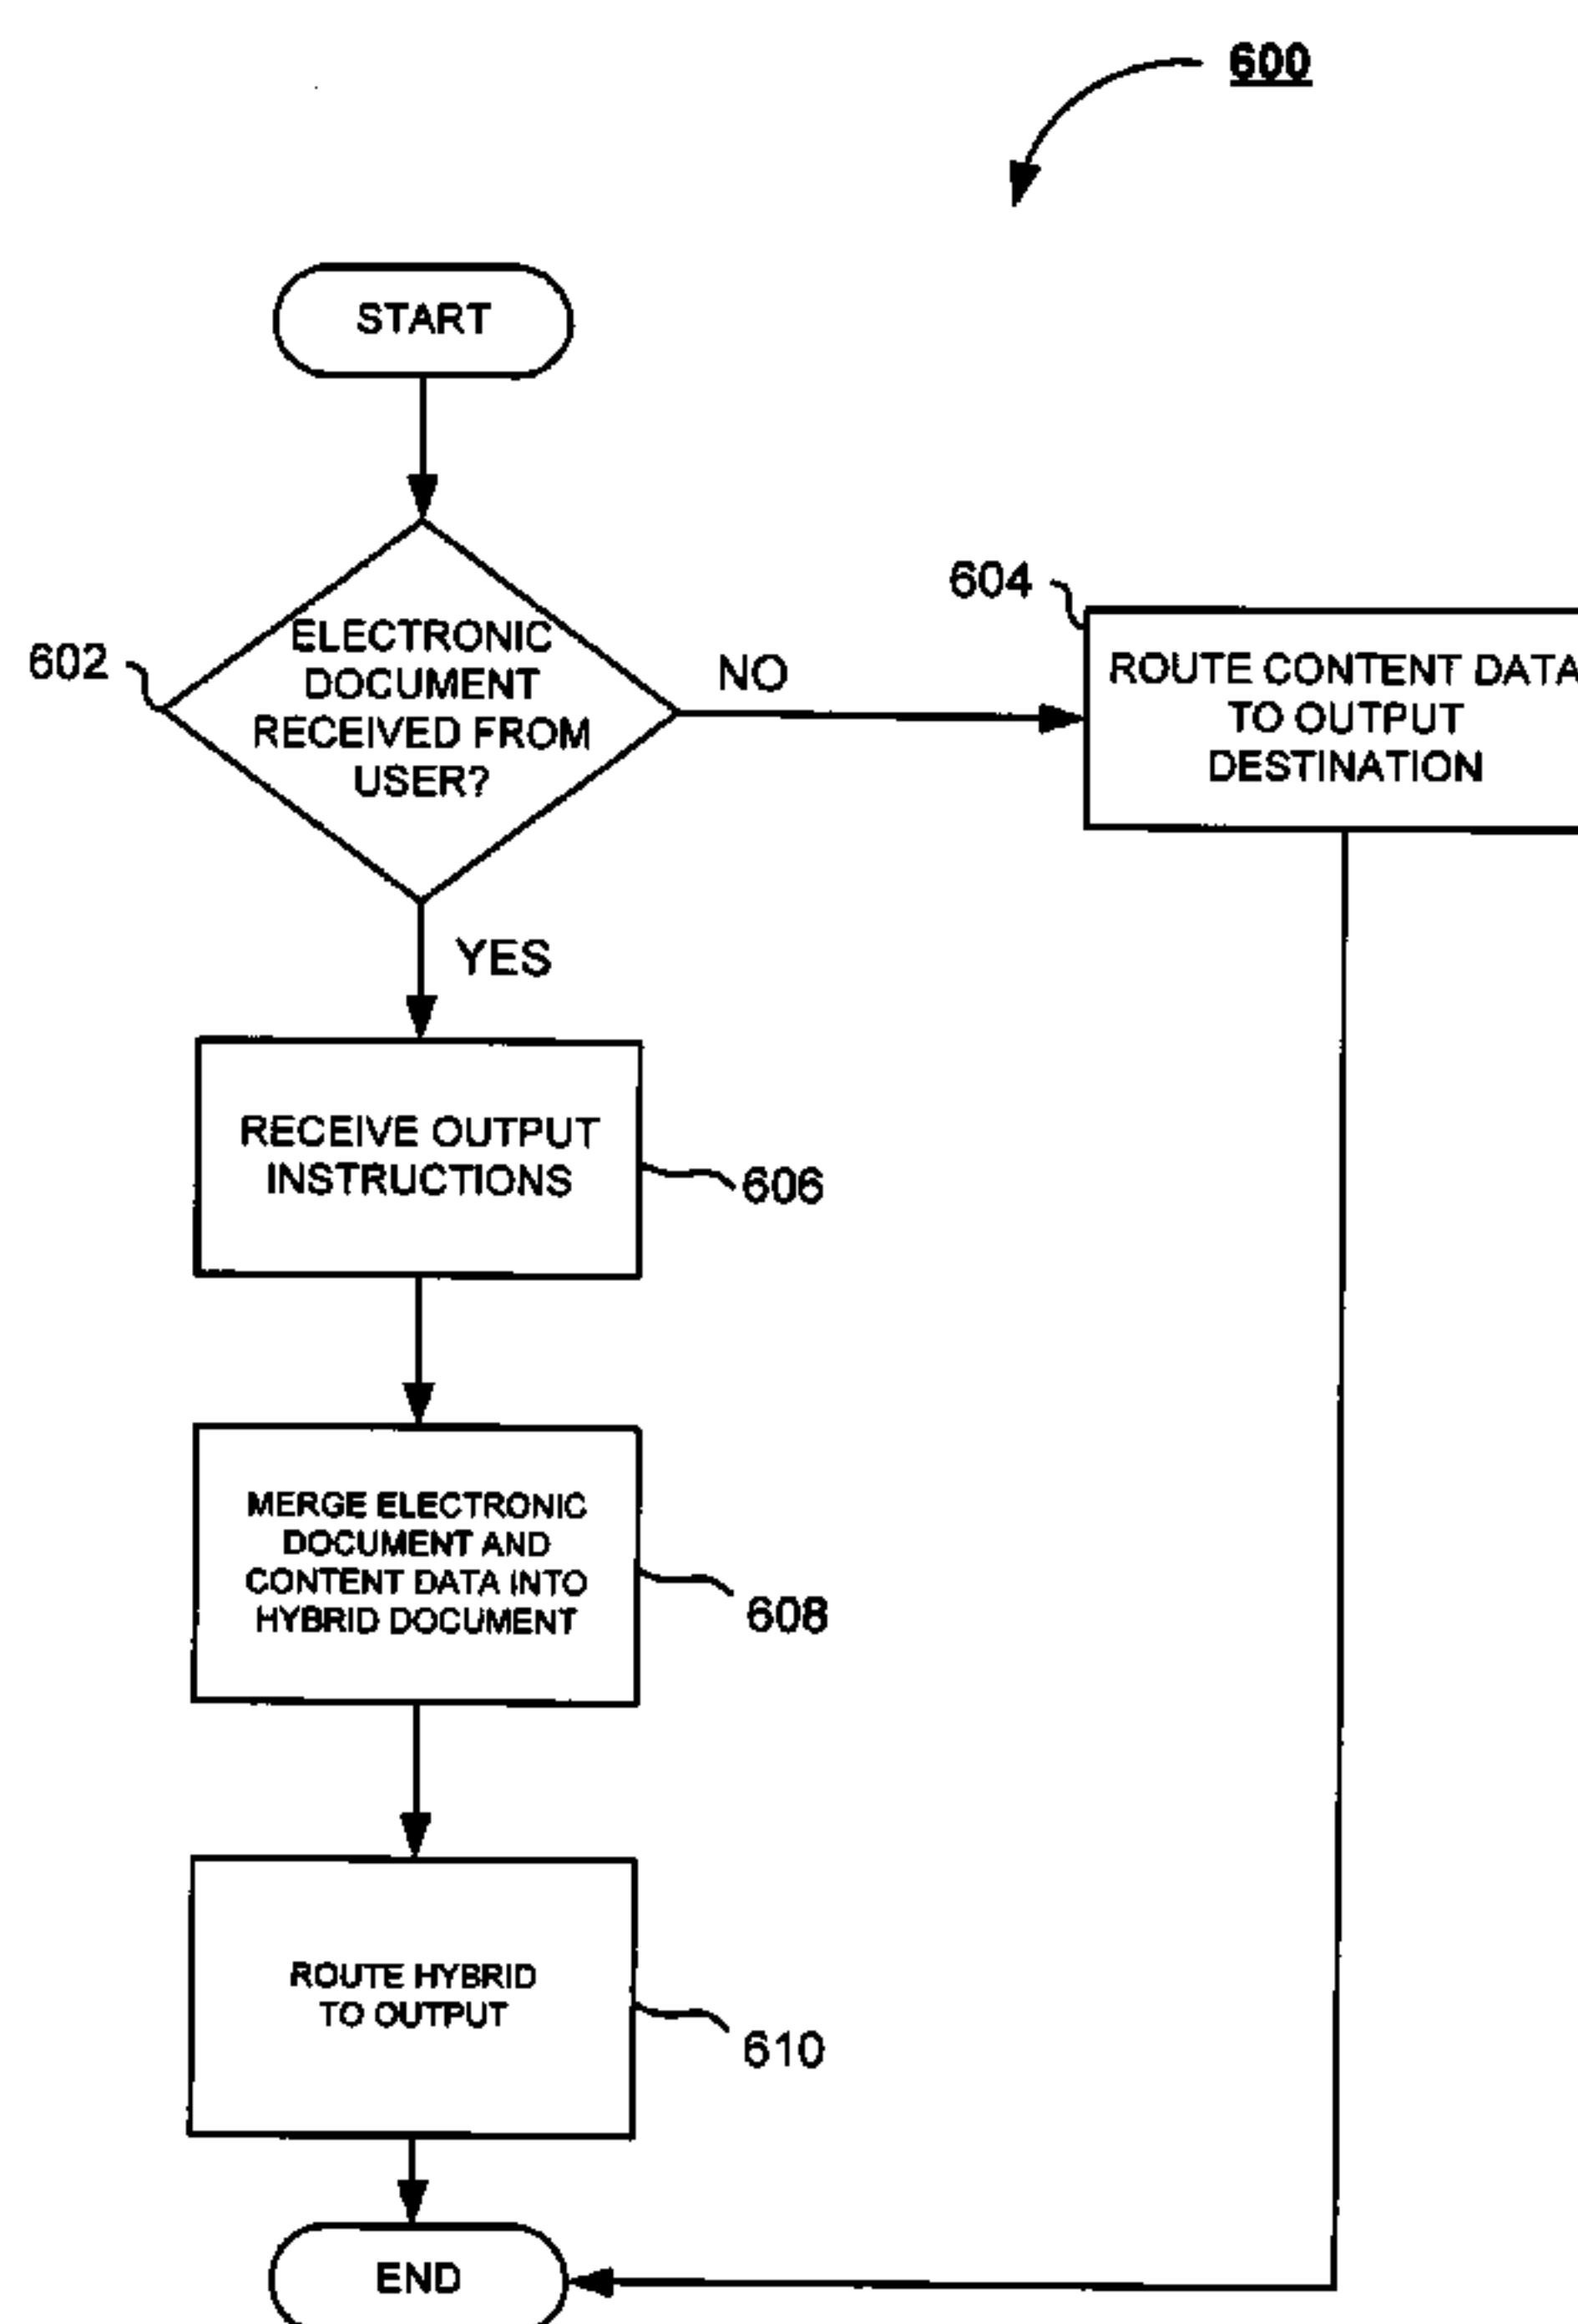 600
START
ELECTRONIC
DOCUMENT
RECEIVED FROM
USER?
602
NO
604
ROUTE CONTENT DATA
TO OUTPUT
DESTINATION
YES
RECEIVE OUTPUT
INSTRUCTIONS
606
MERGE ELECTRONIC
DOCUMENT AND
CONTENT DATA INTO
HYBRID DOCUMENT
608
ROUTE HYBRID
TO OUTPUT
610
END